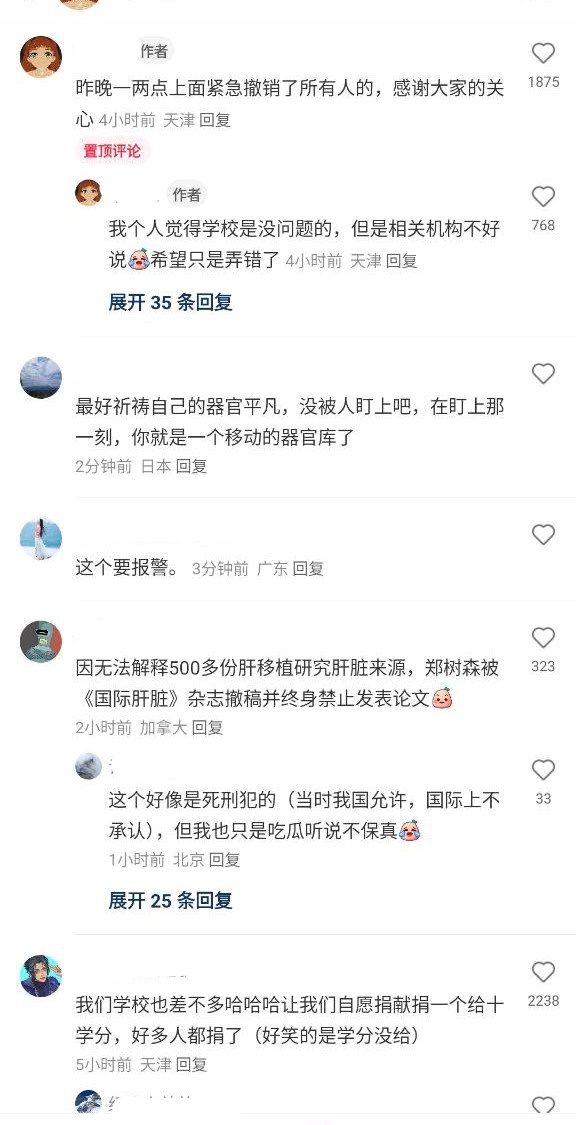 作者
昨晚一两点上面紧急撤销了所有人的，感谢大家的关
心 4小时前 天津 回复
1875
置顶评论
作者
我个人觉得学校是没问题的，但是相关机构不好
说希望只是弄错了 4小时前 天津 回复
768
展开 35 条回复
最好祈祷自己的器官平凡，没被人盯上吧，在盯上那
一刻，你就是一个移动的器官库了
2分钟前 日本 回复
这个要报警。 3分钟前 广东 回复
因无法解释500多份肝移植研究肝脏来源，郑树森被
《国际肝脏》杂志撤稿并终身禁止发表论文
323
2小时前 加拿大 回复
这个好像是死刑犯的（当时我国允许，国际上不
承认），但我也只是吃瓜听说不保真
33
1小时前 北京 回复
展开 25 条回复
我们学校也差不多哈哈哈让我们自愿捐献捐一个给十
学分，好多人都捐了（好笑的是学分没给）
2238
5小时前 天津 回复